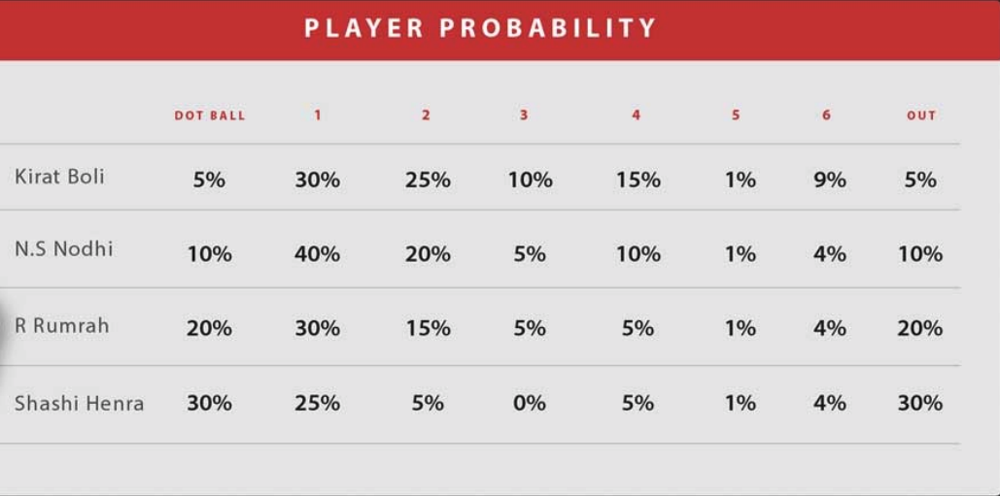 PLAYER PROBABILITY
DOT BALL 1 2 3 4 5 6 OUT
Kirat Boli 5% 30% 25% 10% 15% 1% 9% 5%
N.S Nodhi 10% 40% 20% 5% 10% 1% 4% 10%
R Rumrah 20% 30% 15% 5% 5% 1% 4% 20%
Shashi Henra 30% 25% 5% 0% 5% 1% 4% 30%